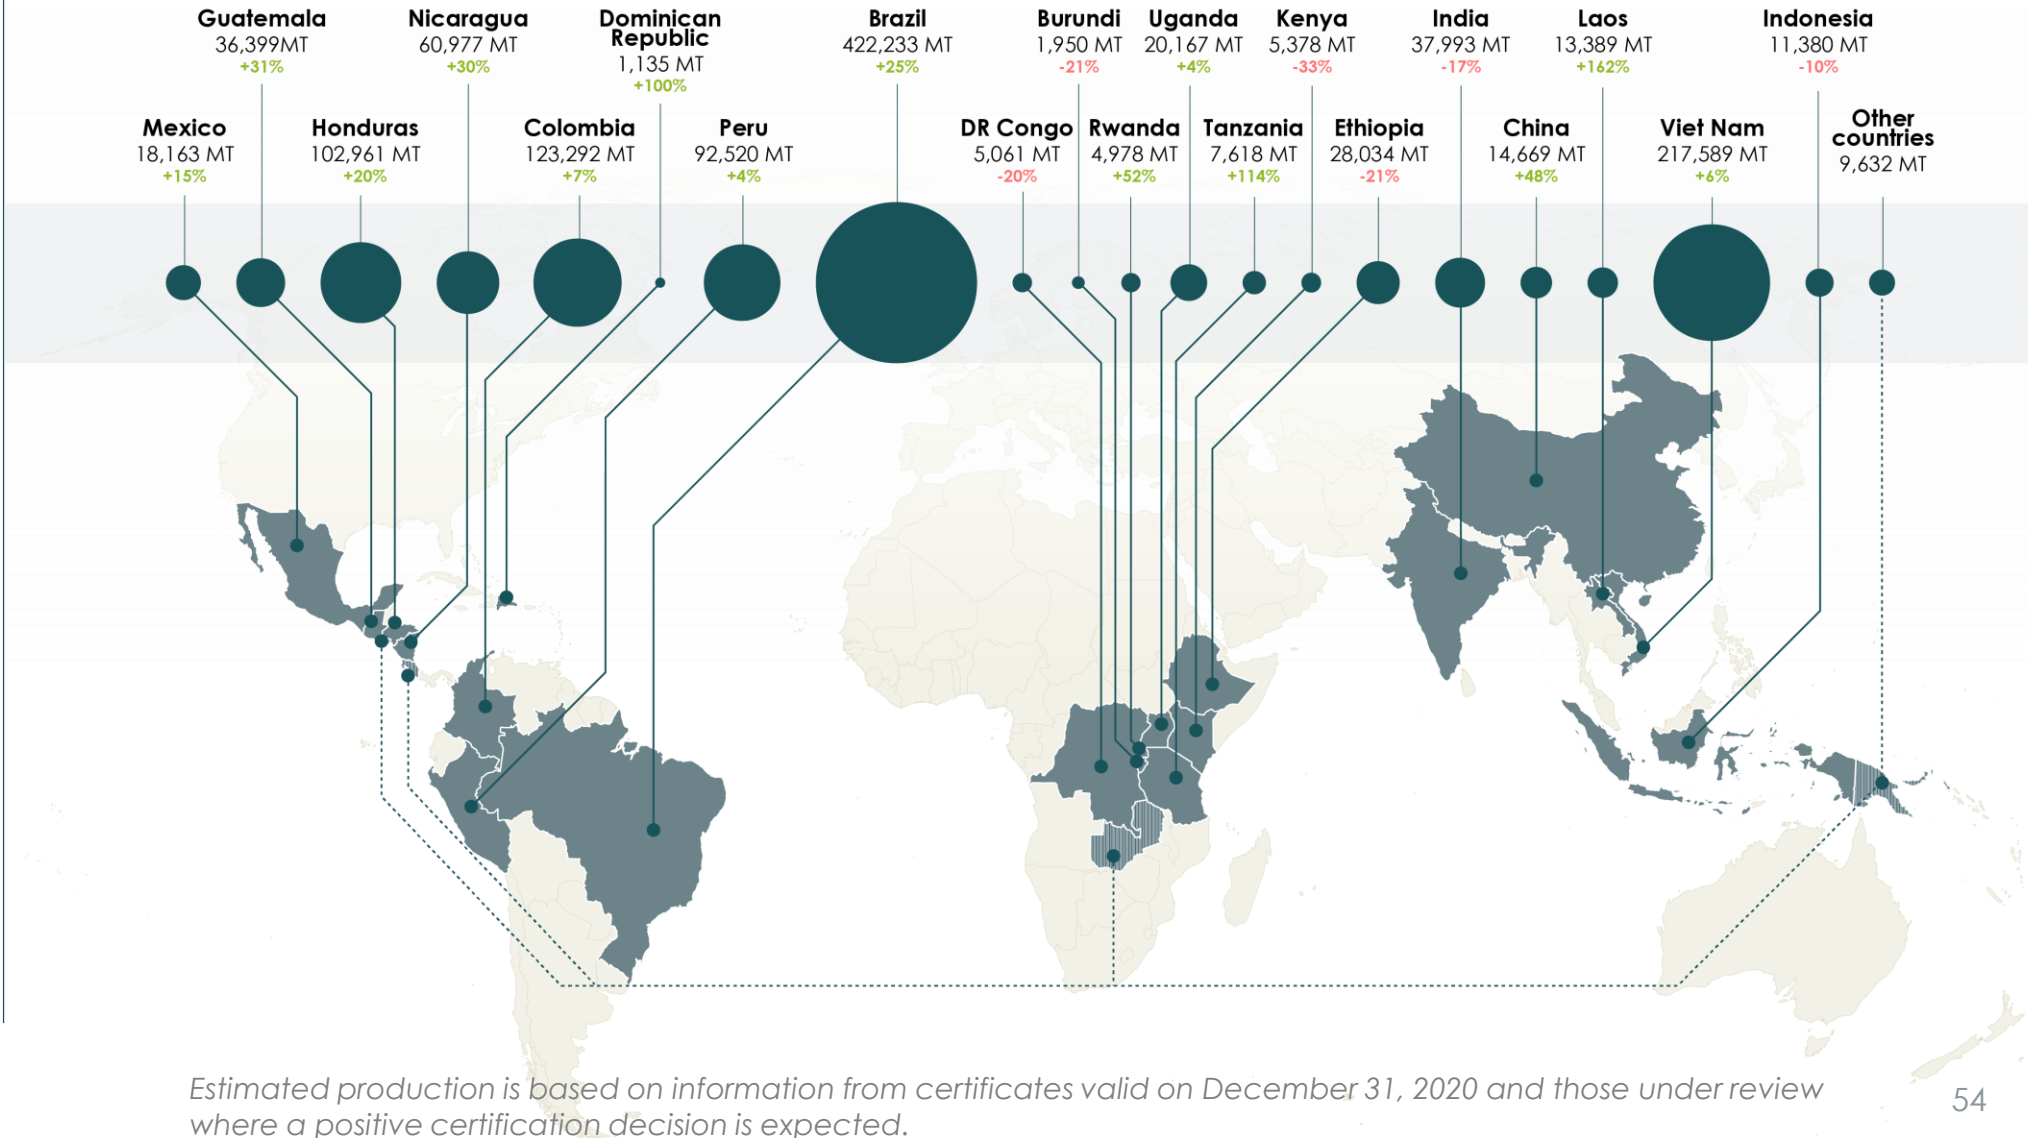 Guatemala
36,399MT
+31%
Nicaragua
60,977 MT
+30%
Dominican
Republic
1,135 MT
+100%
Brazil
422,233 MT
+25%
Burundi
1,950 MT
-21%
Uganda
20,167 MT
+4%
Kenya
5,378 MT
-33%
India
37,993 MT
-17%
Laos
13,389 MT
+162%
Indonesia
11,380 MT
-10%
Mexico
18,163 MT
+15%
Honduras
102,961 MT
+20%
Colombia
123,292 MT
+7%
Peru
92,520 MT
+4%
DR Congo
5,061 MT
-20%
Rwanda
4,978 MT
+52%
Tanzania
7,618 MT
+114%
Ethiopia
28,034 MT
-21%
China
14,669 MT
+48%
Viet Nam
217,589 MT
+6%
Other
countries
9,632 MT
Estimated production is based on information from certificates valid on December 31, 2020 and those under review
where a positive certification decision is expected.
54